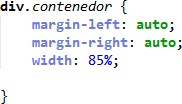 div.contenedor {
margin-left: auto;
margin-right: auto;
width: 85%;
}